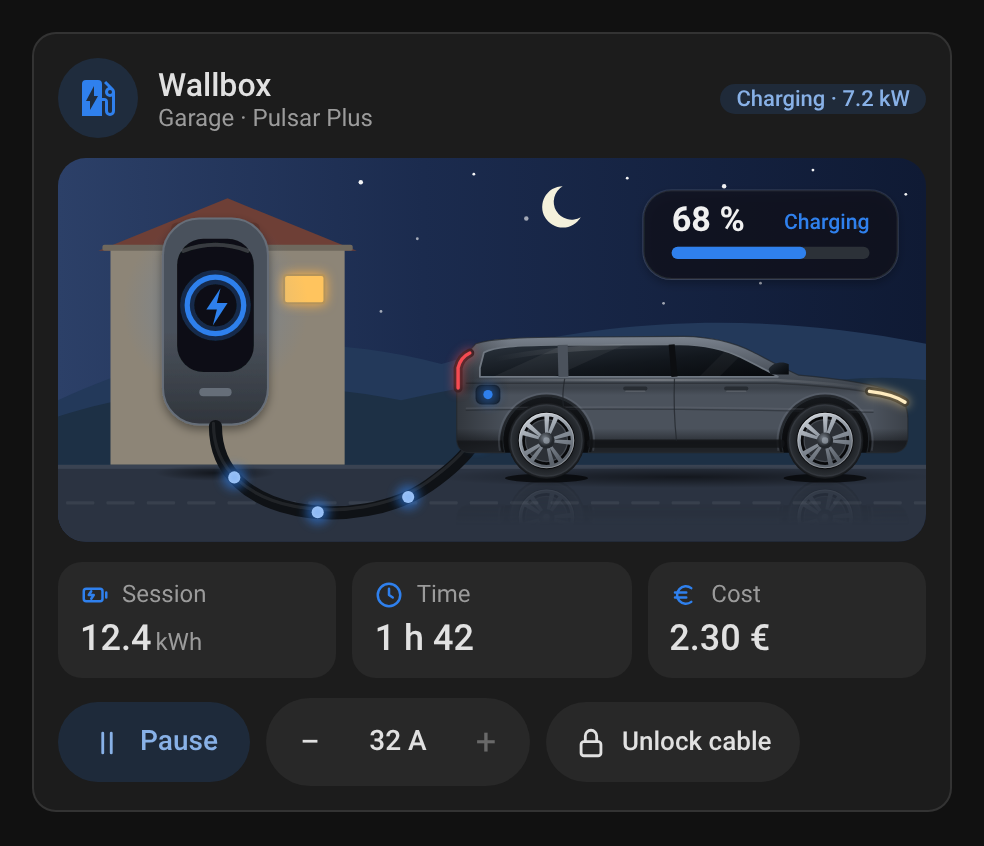 Wallbox
Garage · Pulsar Plus
Charging · 7.2 kW
68 % Charging
Session
12.4 kWh
Time
1 h 42
Cost
2.30 €
Pause
− 32 A +
Unlock cable